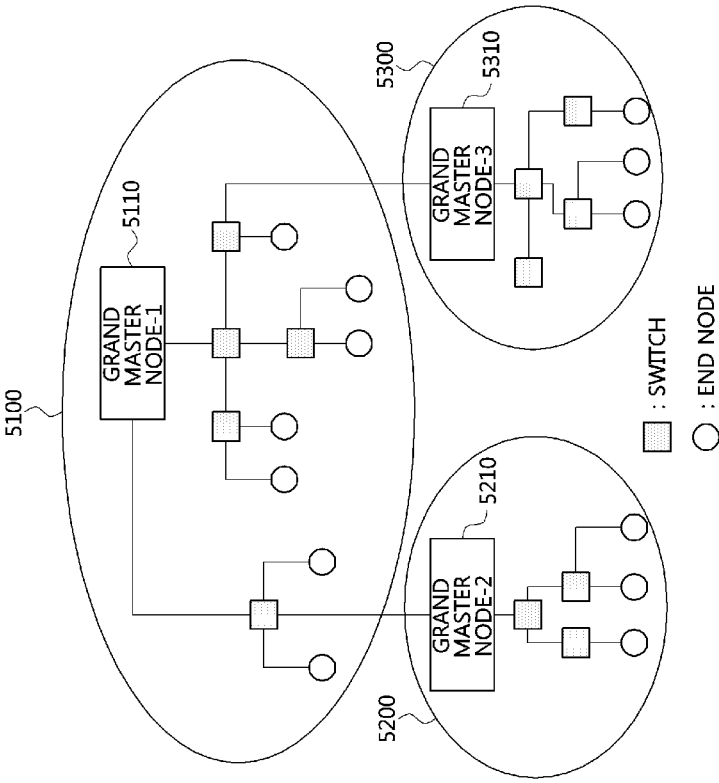 5100
5110
GRAND
MASTER
NODE-1
5200
5210
GRAND
MASTER
NODE-2
5300
5310
GRAND
MASTER
NODE-3
: SWITCH
: END NODE